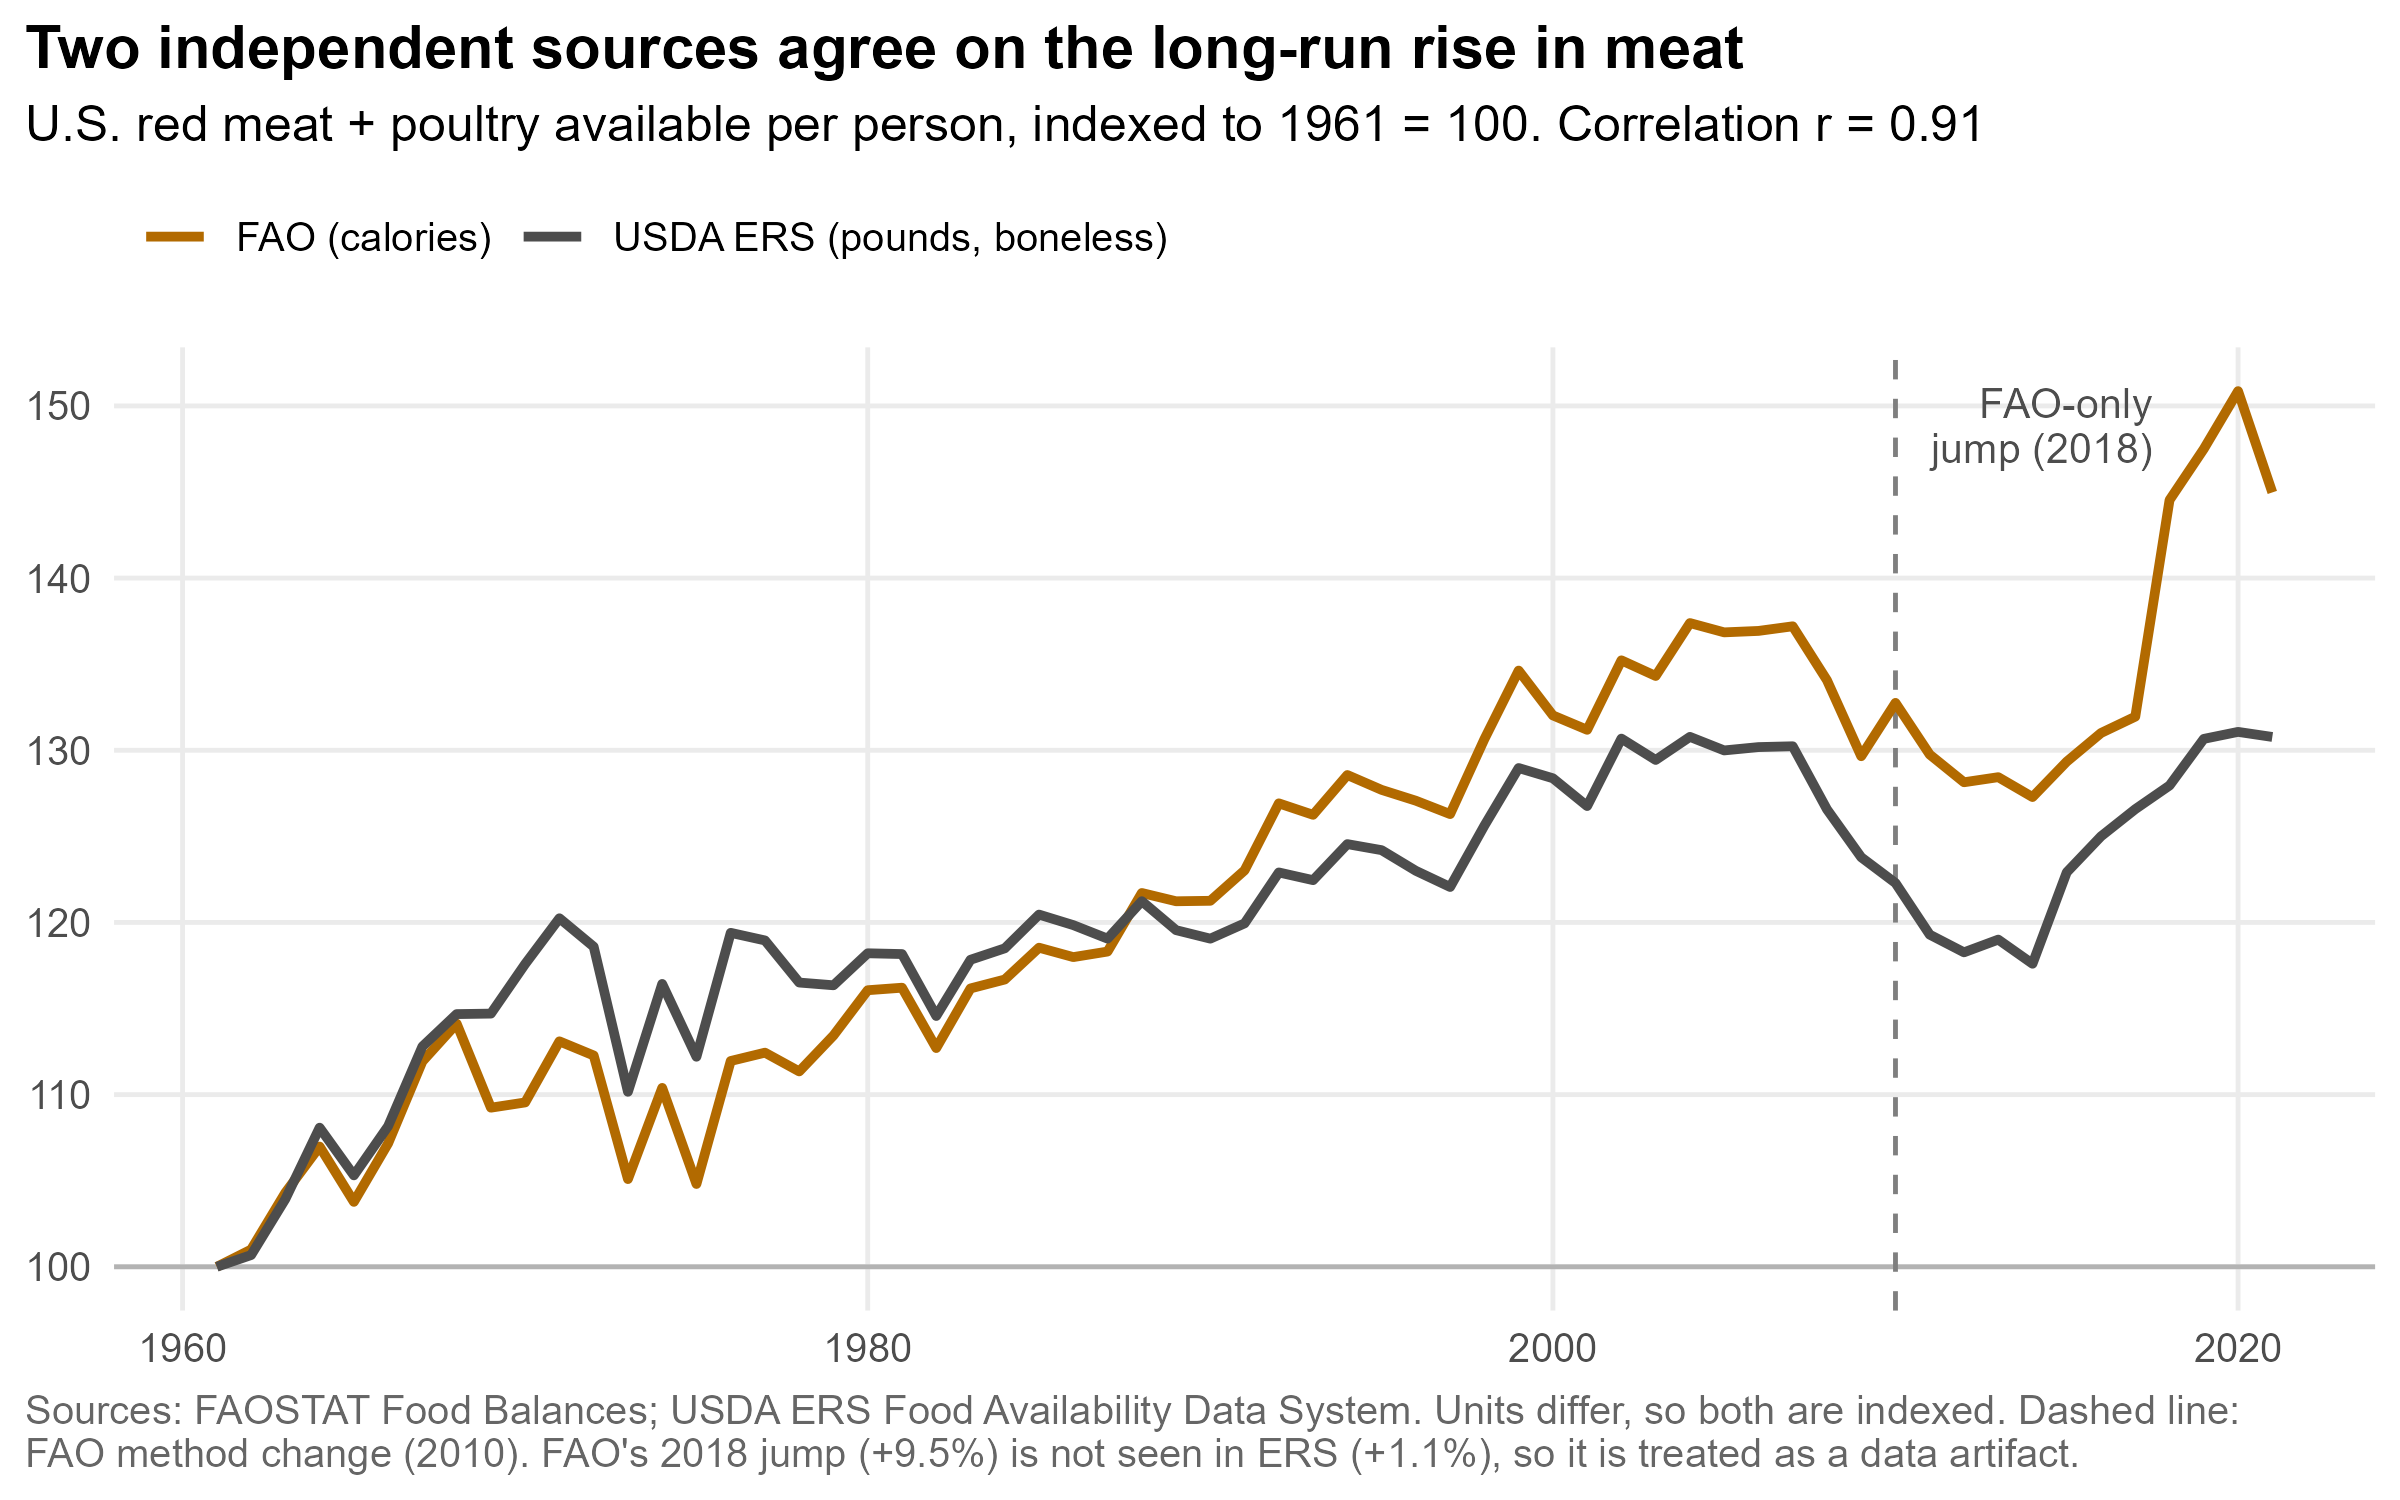 Two independent sources agree on the long-run rise in meat
U.S. red meat + poultry available per person, indexed to 1961 = 100. Correlation r = 0.91
FAO (calories)
USDA ERS (pounds, boneless)
FAO-only
jump (2018)
150
140
130
120
110
100
1960
1980
2000
2020
Sources: FAOSTAT Food Balances; USDA ERS Food Availability Data System. Units differ, so both are indexed. Dashed line:
FAO method change (2010). FAO's 2018 jump (+9.5%) is not seen in ERS (+1.1%), so it is treated as a data artifact.